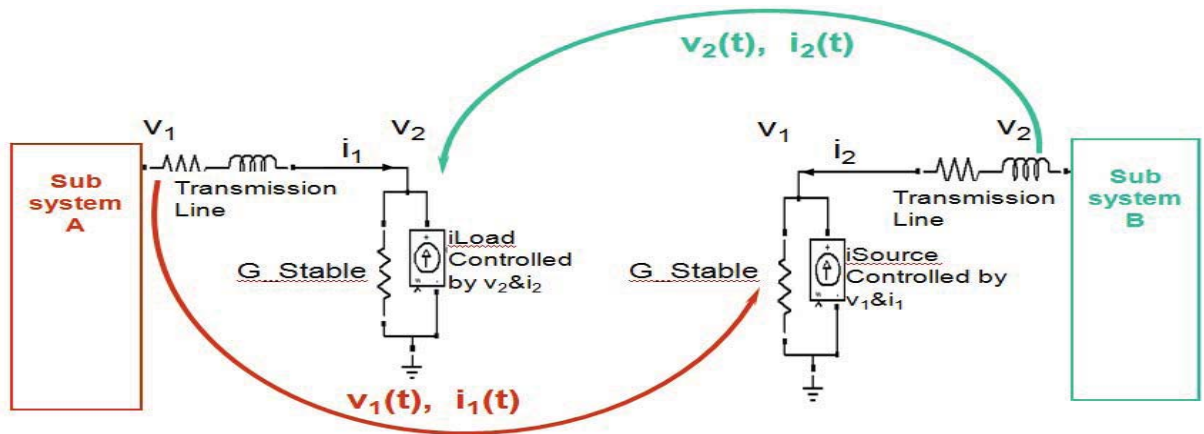 v₂(t), i₂(t)
v₁
i₁
v₂
v₁
i₂
v₂
Sub
system
A
Transmission
Line
iLoad
Controlled
by v₂&i₂
G_Stable
G_Stable
iSource
Controlled by
v₁&i₁
Transmission
Line
Sub
system
B
v₁(t), i₁(t)